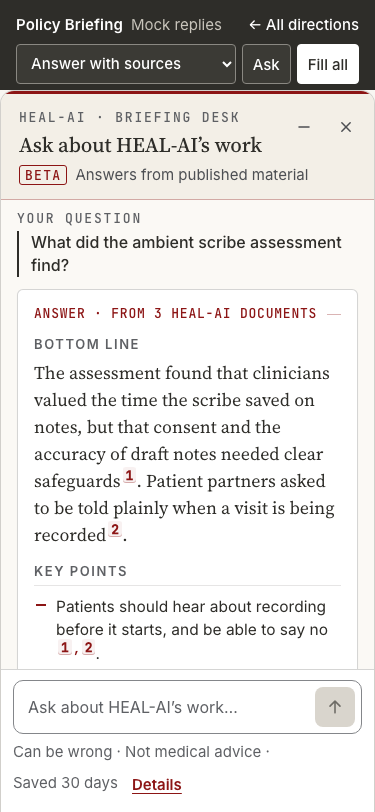 Policy Briefing Mock replies ← All directions
Answer with sources Ask Fill all
HEAL-AI · BRIEFING DESK
Ask about HEAL-AI’s work
BETA Answers from published material
YOUR QUESTION
What did the ambient scribe assessment
find?
ANSWER · FROM 3 HEAL-AI DOCUMENTS
BOTTOM LINE
The assessment found that clinicians
valued the time the scribe saved on
notes, but that consent and the
accuracy of draft notes needed clear
safeguards 1. Patient partners asked
to be told plainly when a visit is being
recorded 2.
KEY POINTS
Patients should hear about recording
before it starts, and be able to say no
1, 2.
Ask about HEAL-AI’s work...
Can be wrong · Not medical advice ·
Saved 30 days Details